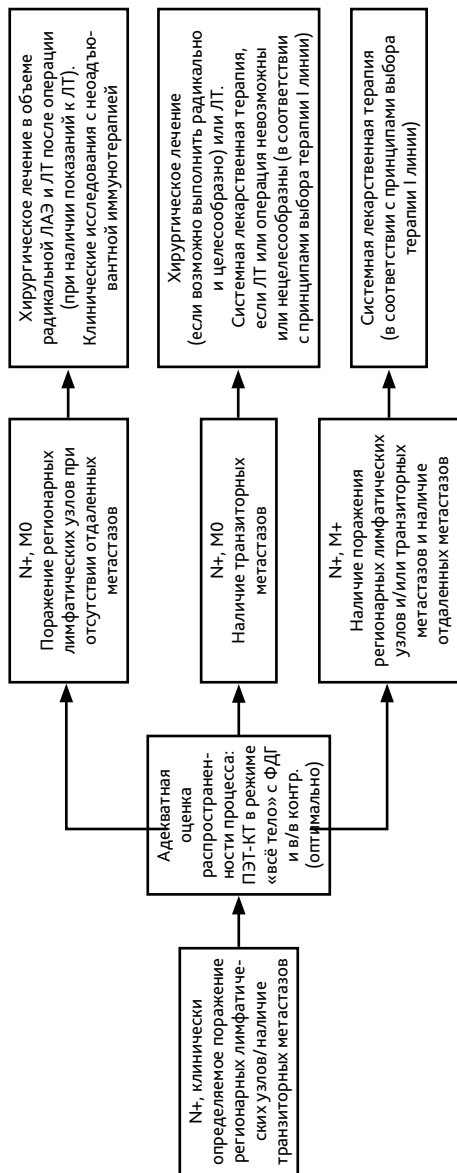 N+, клинически
определяемое поражение
регионарных лимфатиче-
ских узлов/наличие
транзиторных метастазов
Адекватная
оценка
распространен-
ности процесса:
ПЭТ-КТ в режиме
«всё тело» с ФДГ
и в/в контр.
(оптимально)
N+, M0
Поражение регионарных
лимфатических узлов при
отсутствии отдаленных
метастазов
Хирургическое лечение в объеме
радикальной ЛАЭ и ЛТ после операции
(при наличии показаний к ЛТ).
Клинические исследования с неоадъю-
вантной иммунотерапией
N+, M0
Наличие транзиторных
метастазов
Хирургическое лечение
(если возможно выполнить радикально
и целесообразно) или ЛТ.
Системная лекарственная терапия,
если ЛТ или операция невозможны
или нецелесообразны (в соответствии
с принципами выбора терапии I линии)
N+, M+
Наличие поражения
регионарных лимфатических
узлов и/или транзиторных
метастазов и наличие
отдаленных метастазов
Системная лекарственная терапия
(в соответствии с принципами выбора
терапии I линии)